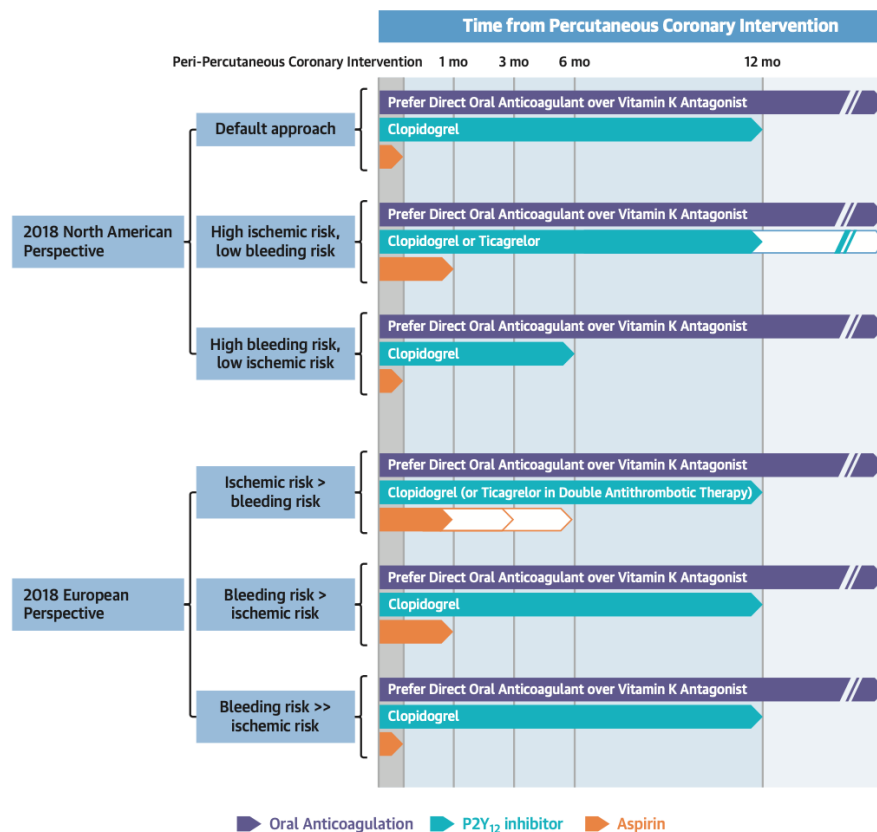 Time from Percutaneous Coronary Intervention
Peri-Percutaneous Coronary Intervention 1 mo 3 mo 6 mo 12 mo
2018 North American
Perspective
Default approach
Prefer Direct Oral Anticoagulant over Vitamin K Antagonist
Clopidogrel
High ischemic risk,
low bleeding risk
Prefer Direct Oral Anticoagulant over Vitamin K Antagonist
Clopidogrel or Ticagrelor
High bleeding risk,
low ischemic risk
Prefer Direct Oral Anticoagulant over Vitamin K Antagonist
Clopidogrel
2018 European
Perspective
Ischemic risk >
bleeding risk
Prefer Direct Oral Anticoagulant over Vitamin K Antagonist
Clopidogrel (or Ticagrelor in Double Antithrombotic Therapy)
Bleeding risk >
ischemic risk
Prefer Direct Oral Anticoagulant over Vitamin K Antagonist
Clopidogrel
Bleeding risk >>
ischemic risk
Prefer Direct Oral Anticoagulant over Vitamin K Antagonist
Clopidogrel
Oral Anticoagulation P2Y₁₂ inhibitor Aspirin